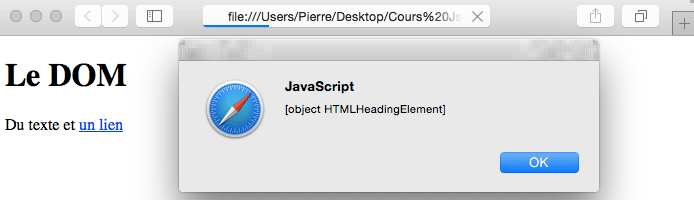 file:///Users/Pierre/Desktop/Cours%20Js
Le DOM
Du texte et un lien
JavaScript
[object HTMLHeadingElement]
OK